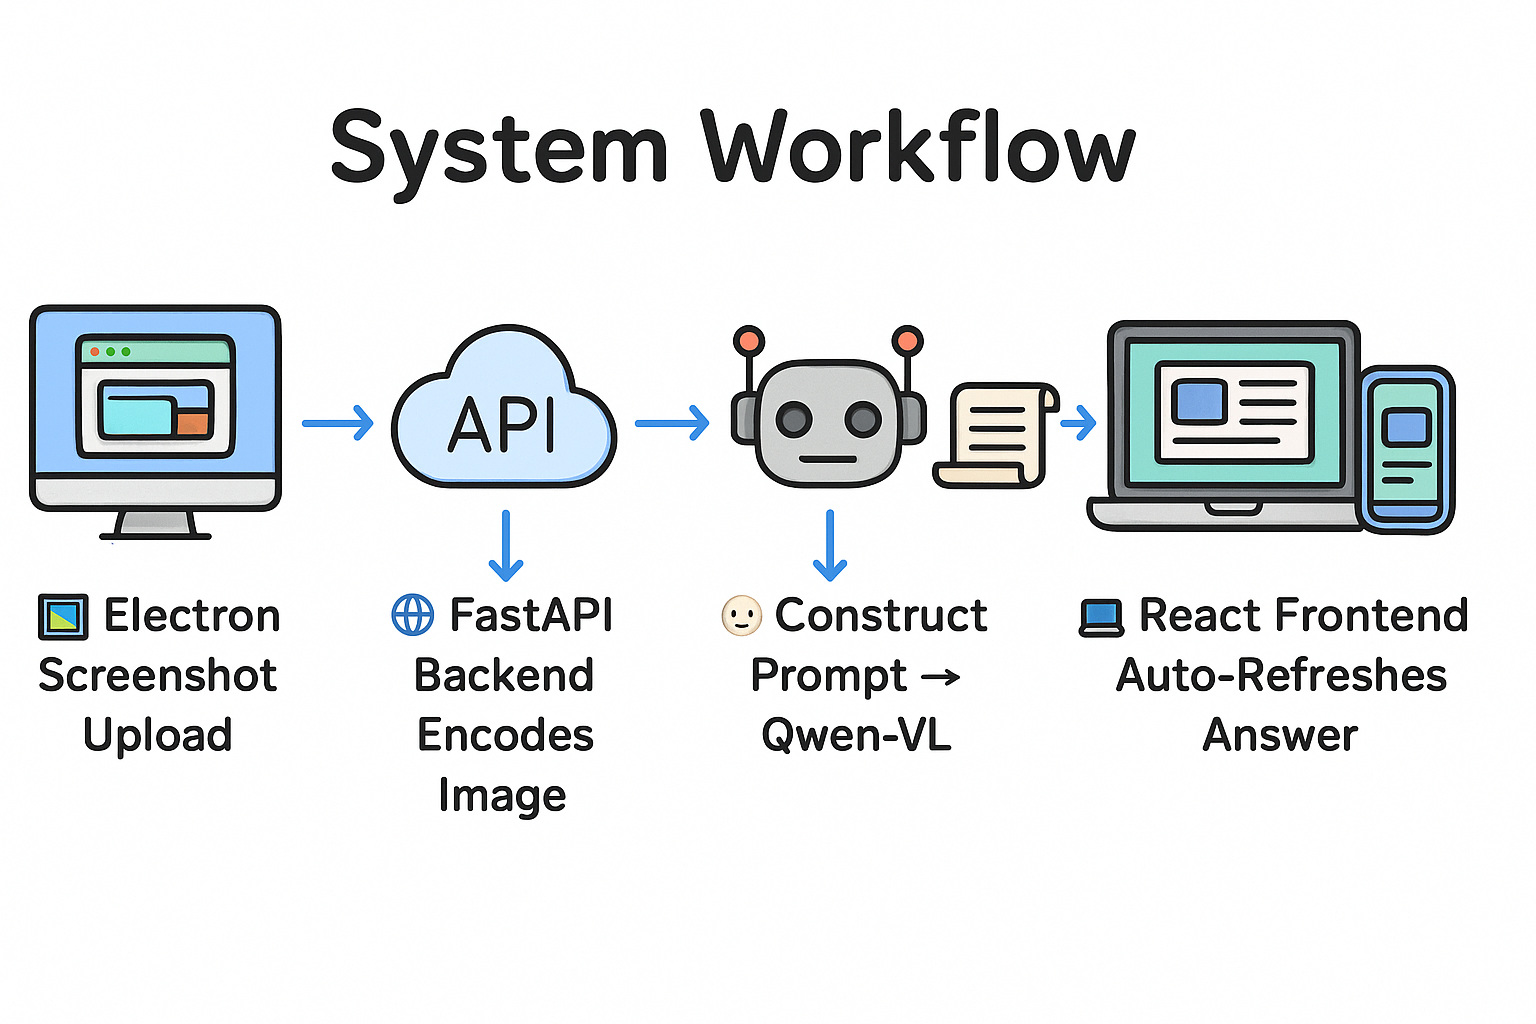 System Workflow
API
Electron
Screenshot
Upload
FastAPI
Backend
Encodes
Image
Construct
Prompt →
Qwen-VL
React Frontend
Auto-Refreshes
Answer